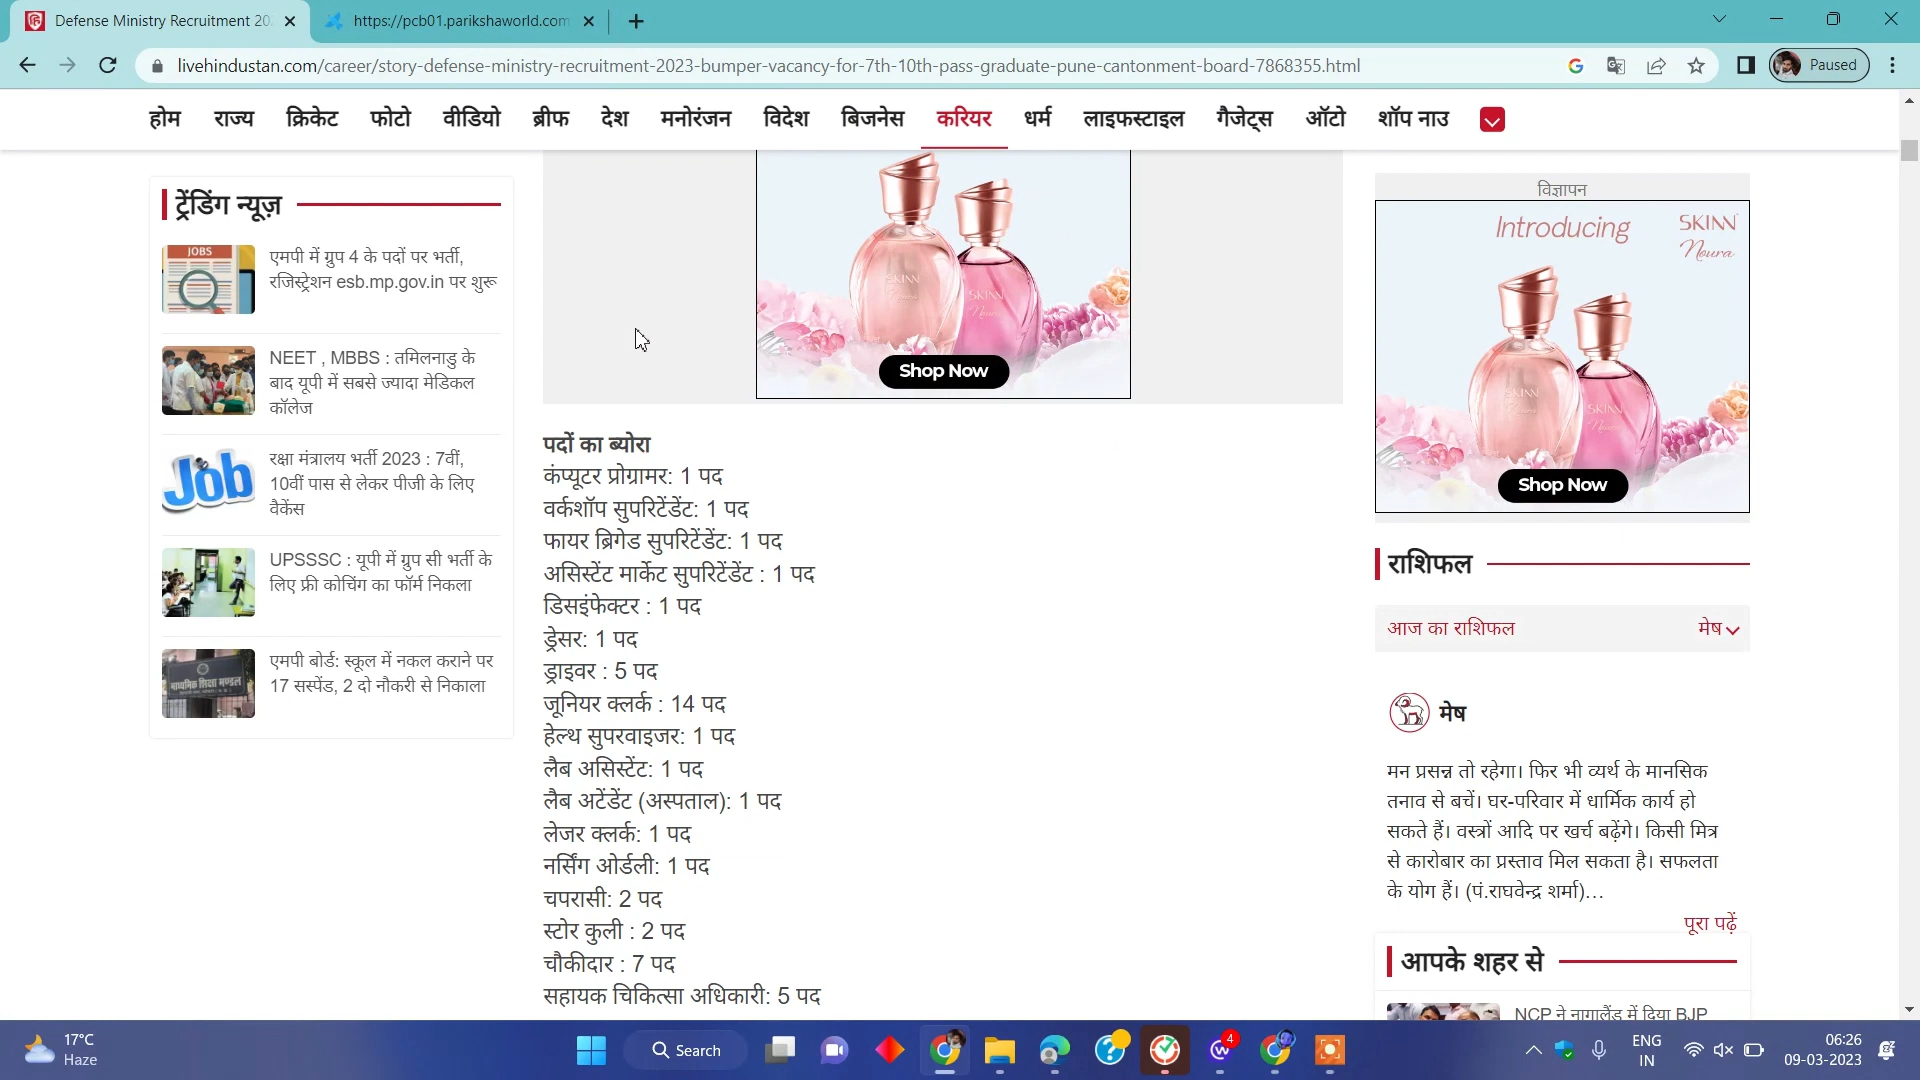 Defense Ministry Recruitment 20
https://pcb01.parikshaworld.com
livehindustan.com/career/story-defense-ministry-recruitment-2023-bumper-vacancy-for-7th-10th-pass-graduate-pune-cantonment-board-7868355.html
Paused
होम राज्य क्रिकेट फोटो वीडियो ब्रीफ देश मनोरंजन विदेश बिजनेस करियर धर्म लाइफस्टाइल गैजेट्स ऑटो शॉप नाउ
ट्रेंडिंग न्यूज़
JOBS
एमपी में ग्रुप 4 के पदों पर भर्ती,
रजिस्ट्रेशन esb.mp.gov.in पर शुरू
NEET , MBBS : तमिलनाडु के
बाद यूपी में सबसे ज्यादा मेडिकल
कॉलेज
Job
रक्षा मंत्रालय भर्ती 2023 : 7वीं,
10वीं पास से लेकर पीजी के लिए
वैकेंस
UPSSSC : यूपी में ग्रुप सी भर्ती के
लिए फ्री कोचिंग का फॉर्म निकला
एमपी बोर्ड: स्कूल में नकल कराने पर
17 सस्पेंड, 2 दो नौकरी से निकाला
SKINN
SKINN
Shop Now
पदों का ब्योरा
कंप्यूटर प्रोग्रामर: 1 पद
वर्कशॉप सुपरिटेंडेंट: 1 पद
फायर ब्रिगेड सुपरिटेंडेंट: 1 पद
असिस्टेंट मार्केट सुपरिटेंडेंट : 1 पद
डिसइंफेक्टर : 1 पद
ड्रेसर: 1 पद
ड्राइवर : 5 पद
जूनियर क्लर्क : 14 पद
हेल्थ सुपरवाइजर: 1 पद
लैब असिस्टेंट: 1 पद
लैब अटेंडेंट (अस्पताल): 1 पद
लेजर क्लर्क: 1 पद
नर्सिंग ओर्डली: 1 पद
चपरासी: 2 पद
स्टोर कुली : 2 पद
चौकीदार : 7 पद
सहायक चिकित्सा अधिकारी: 5 पद
विज्ञापन
Introducing
SKINN
Noura
SKINN
SKINN
Shop Now
राशिफल
आज का राशिफल
मेष
मेष
मन प्रसन्न तो रहेगा। फिर भी व्यर्थ के मानसिक
तनाव से बचें। घर-परिवार में धार्मिक कार्य हो
सकते हैं। वस्त्रों आदि पर खर्च बढ़ेंगे। किसी मित्र
से कारोबार का प्रस्ताव मिल सकता है। सफलता
के योग हैं। (पं.राघवेन्द्र शर्मा)...
पूरा पढ़ें
आपके शहर से
NCP ने नागालैंड में दिया BJP
17°C
Haze
Search
4
ENG
IN
06:26
09-03-2023